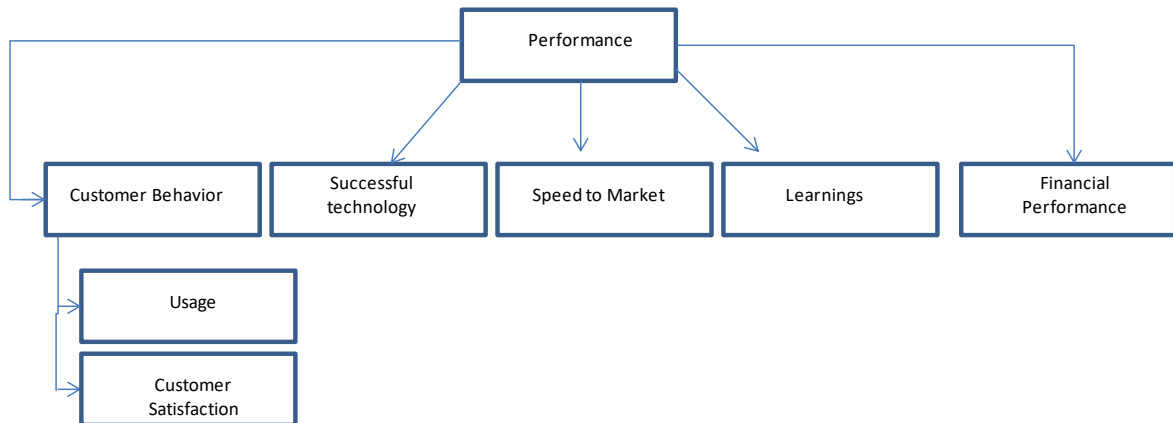 Performance
Customer Behavior
Successful
technology
Speed to Market
Learnings
Financial
Performance
Usage
Customer
Satisfaction